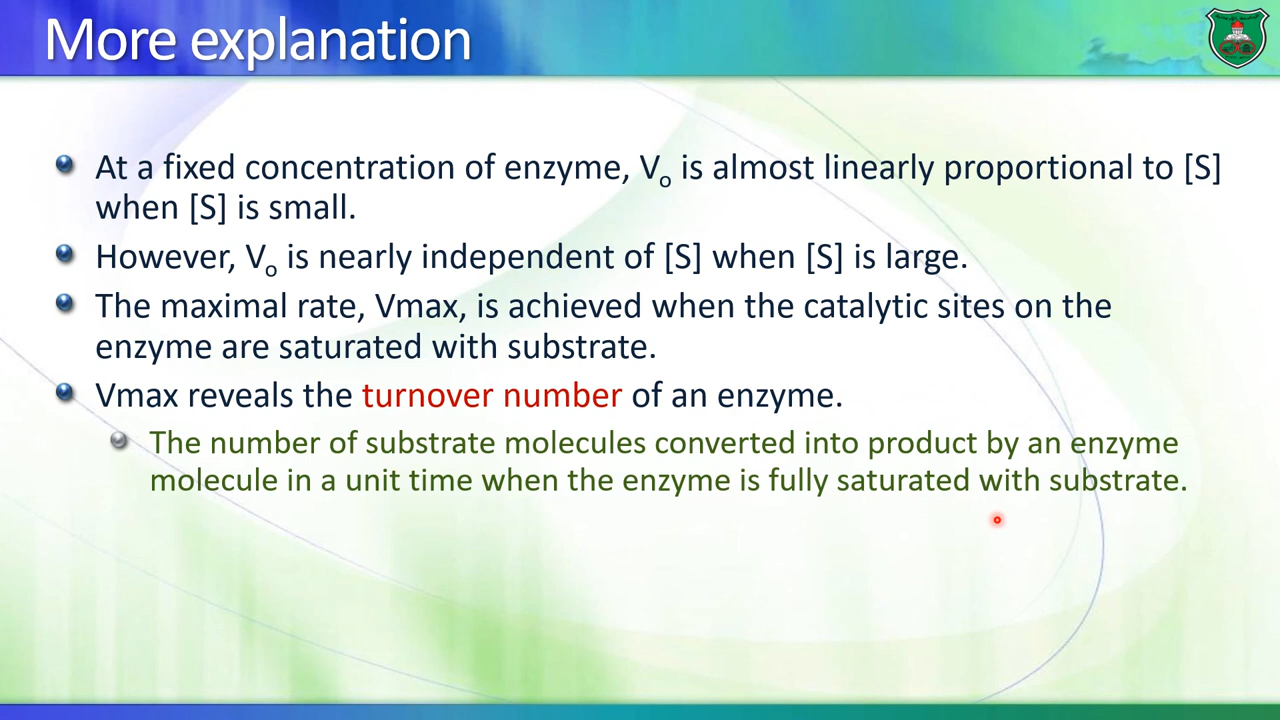 More explanation
At a fixed concentration of enzyme, Vo is almost linearly proportional to [S]
when [S] is small.
However, Vo is nearly independent of [S] when [S] is large.
The maximal rate, Vmax, is achieved when the catalytic sites on the
enzyme are saturated with substrate.
Vmax reveals the turnover number of an enzyme.
The number of substrate molecules converted into product by an enzyme
molecule in a unit time when the enzyme is fully saturated with substrate.